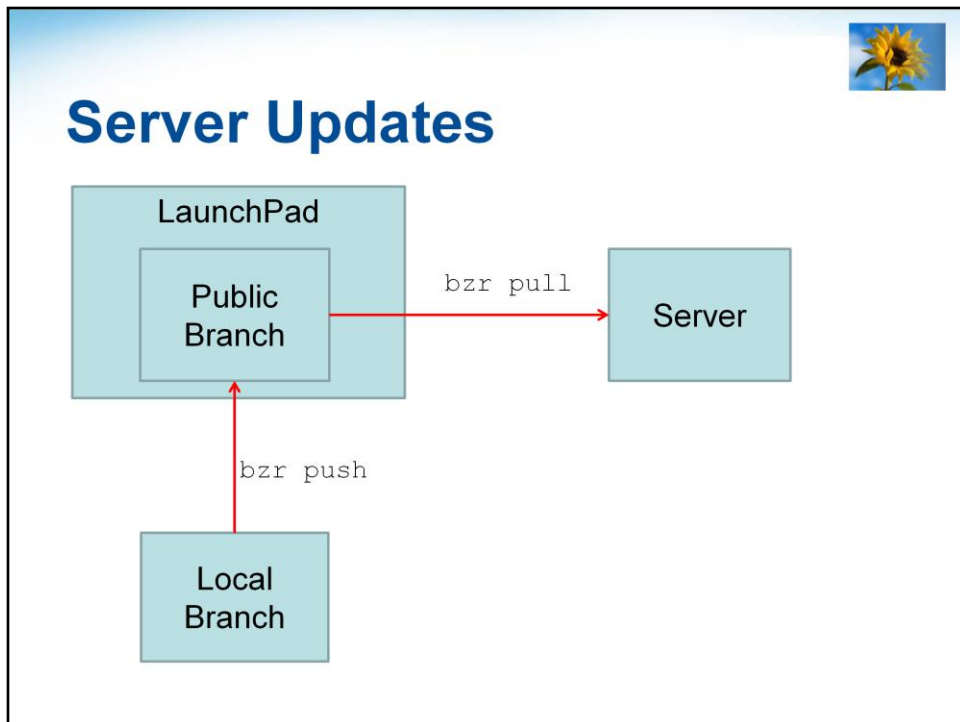 Server Updates
LaunchPad
Public
Branch
bzr pull
Server
bzr push
Local
Branch